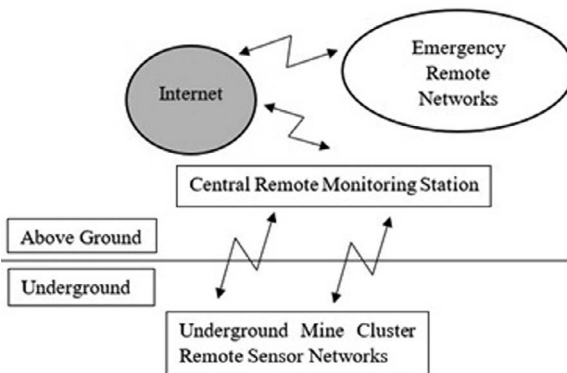 Emergency
Remote
Networks
Internet
Central Remote Monitoring Station
Above Ground
Underground
Underground Mine Cluster
Remote Sensor Networks